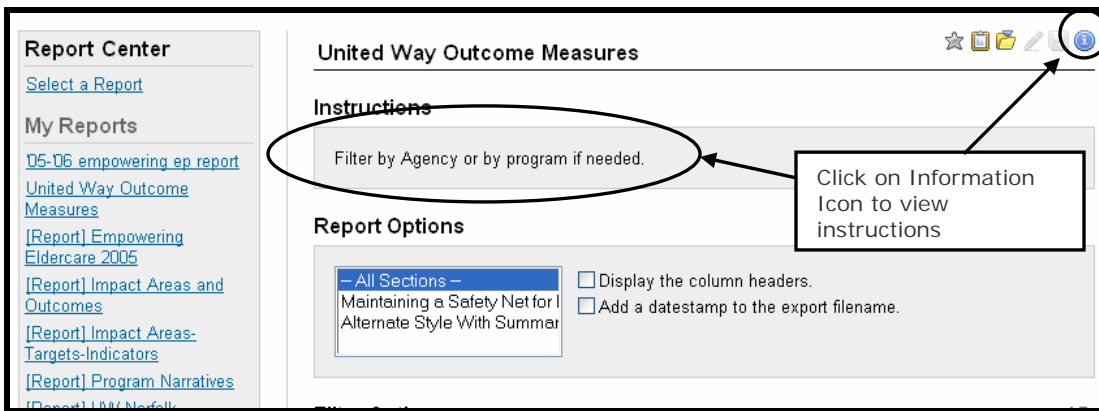 Report Center
Select a Report
My Reports
'05-'06 empowering ep report
United Way Outcome
Measures
[Report] Empowering
Eldercare 2005
[Report] Impact Areas and
Outcomes
[Report] Impact Areas-
Targets-Indicators
[Report] Program Narratives
United Way Outcome Measures
Instructions
Filter by Agency or by program if needed.
Click on Information
Icon to view
instructions
Report Options
-- All Sections --
Maintaining a Safety Net for
Alternate Style With Summar
Display the column headers.
Add a datestamp to the export filename.